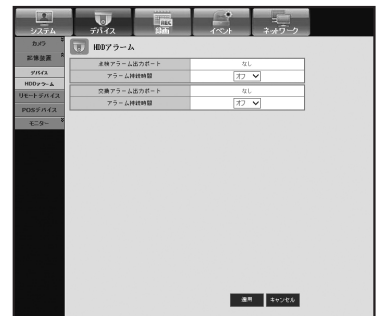 システム デバイス 録画 イベント ネットワーク
カメラ
記録装置
デバイス
HDDアラーム
リモートデバイス
POSデバイス
モニター
HDDアラーム
点検アラーム出力ポート なし
アラーム持続時間 オフ
交換アラーム出力ポート なし
アラーム持続時間 オフ
適用 キャンセル